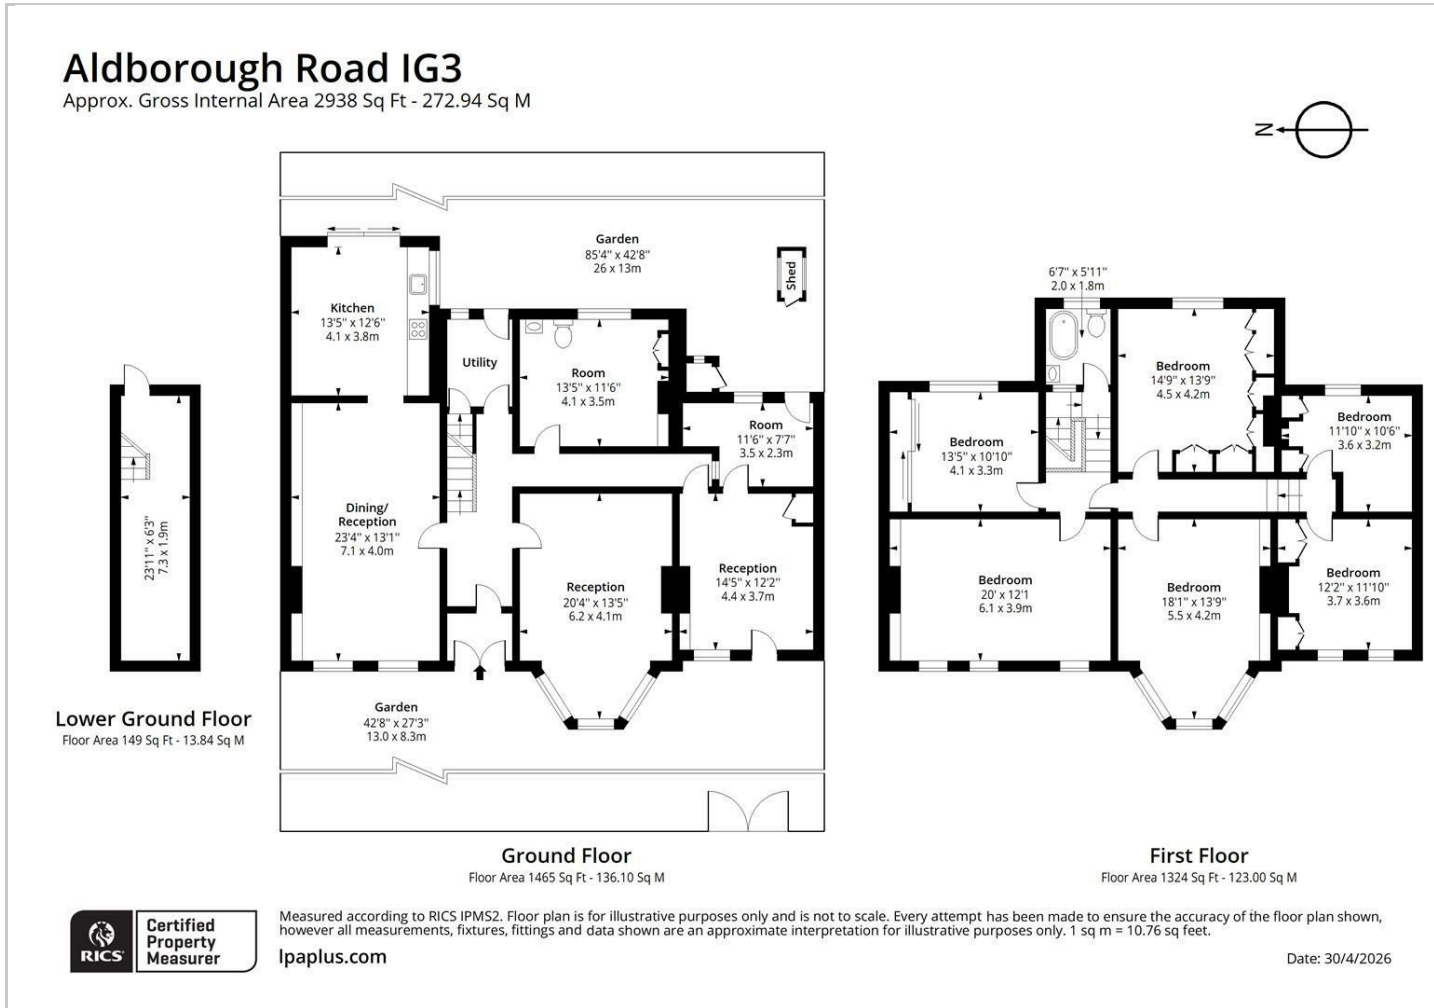 Aldborough Road IG3
Approx. Gross Internal Area 2938 Sq Ft - 272.94 Sq M
N
Garden
85'4" x 42'8"
26 x 13m
Shed
Kitchen
13'5" x 12'6"
4.1 x 3.8m
Utility
Room
13'5" x 11'6"
4.1 x 3.5m
Room
11'6" x 7'7"
3.5 x 2.3m
Dining/
Reception
23'4" x 13'1"
7.1 x 4.0m
Reception
20'4" x 13'5"
6.2 x 4.1m
Reception
14'5" x 12'2"
4.4 x 3.7m
Garden
42'8" x 27'3"
13.0 x 8.3m
23'11" x 6'3"
7.3 x 1.9m
Lower Ground Floor
Floor Area 149 Sq Ft - 13.84 Sq M
Ground Floor
Floor Area 1465 Sq Ft - 136.10 Sq M
6'7" x 5'11"
2.0 x 1.8m
Bedroom
14'9" x 13'9"
4.5 x 4.2m
Bedroom
11'10" x 10'6"
3.6 x 3.2m
Bedroom
13'5" x 10'10"
4.1 x 3.3m
Bedroom
20' x 12'1
6.1 x 3.9m
Bedroom
18'1" x 13'9"
5.5 x 4.2m
Bedroom
12'2" x 11'10"
3.7 x 3.6m
First Floor
Floor Area 1324 Sq Ft - 123.00 Sq M
RICS
Certified
Property
Measurer
Measured according to RICS IPMS2. Floor plan is for illustrative purposes only and is not to scale. Every attempt has been made to ensure the accuracy of the floor plan shown,
however all measurements, fixtures, fittings and data shown are an approximate interpretation for illustrative purposes only. 1 sq m = 10.76 sq feet.
lpaplus.com
Date: 30/4/2026